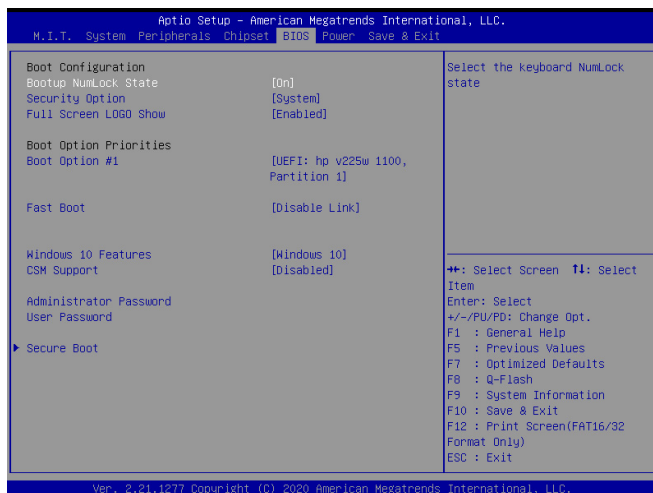 Aptio Setup – American Megatrends International, LLC.
M.I.T. System Peripherals Chipset BIOS Power Save & Exit
Boot Configuration
Bootup NumLock State [On]
Security Option [System]
Full Screen LOGO Show [Enabled]
Boot Option Priorities
Boot Option #1 [UEFI: hp v225w 1100,
Partition 1]
Fast Boot [Disable Link]
Windows 10 Features [Windows 10]
CSM Support [Disabled]
Administrator Password
User Password
Secure Boot
Select the keyboard NumLock
state
→←: Select Screen ↑↓: Select
Item
Enter: Select
+/-/PU/PD: Change Opt.
F1 : General Help
F5 : Previous Values
F7 : Optimized Defaults
F8 : Q-Flash
F9 : System Information
F10 : Save & Exit
F12 : Print Screen(FAT16/32
Format Only)
ESC : Exit
Ver. 2.21.1277 Copyright (C) 2020 American Megatrends International, LLC.